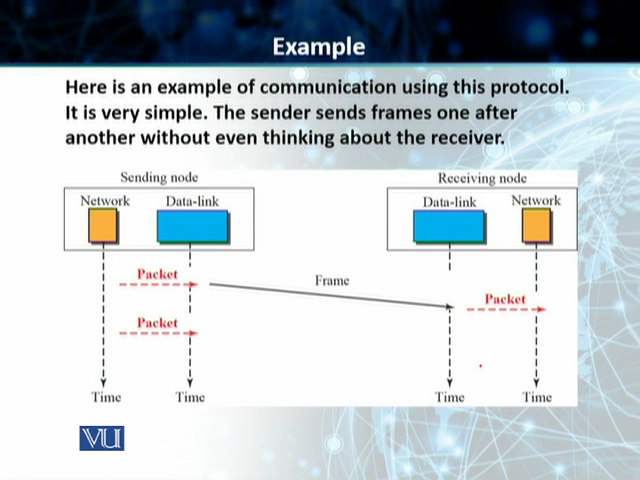 Example
Here is an example of communication using this protocol.
It is very simple. The sender sends frames one after
another without even thinking about the receiver.
Sending node
Receiving node
Network
Data-link
Data-link
Network
Packet
Frame
Packet
Packet
Time
Time
Time
Time
VU